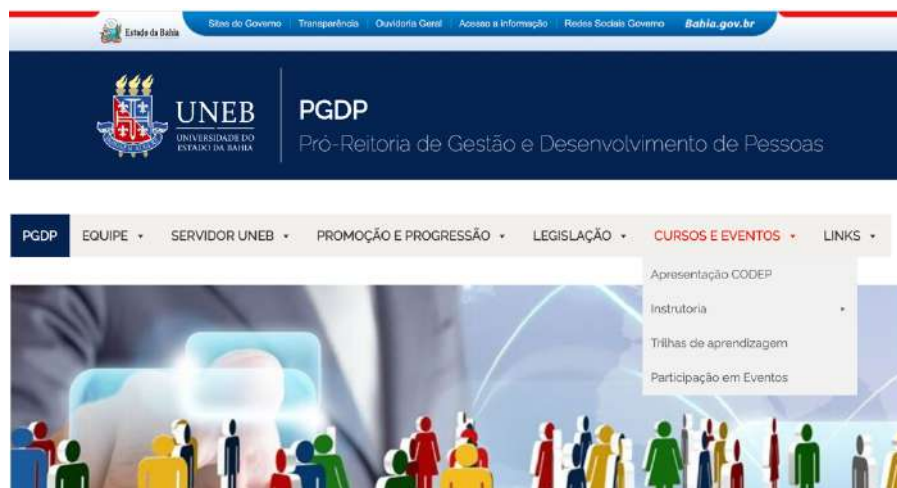 Estado da Bahia
Sites do Governo Transparência Ouvidoria Geral Acesso a Informação Redes Sociais Governo Bahia.gov.br
UNEB
UNIVERSIDADE DO
ESTADO DA BAHIA
PGDP
Pró-Reitoria de Gestão e Desenvolvimento de Pessoas
PGDP EQUIPE SERVIDOR UNEB PROMOÇÃO E PROGRESSÃO LEGISLAÇÃO CURSOS E EVENTOS LINKS
Apresentação CODEP
Instrutoria
Trilhas de aprendizagem
Participação em Eventos